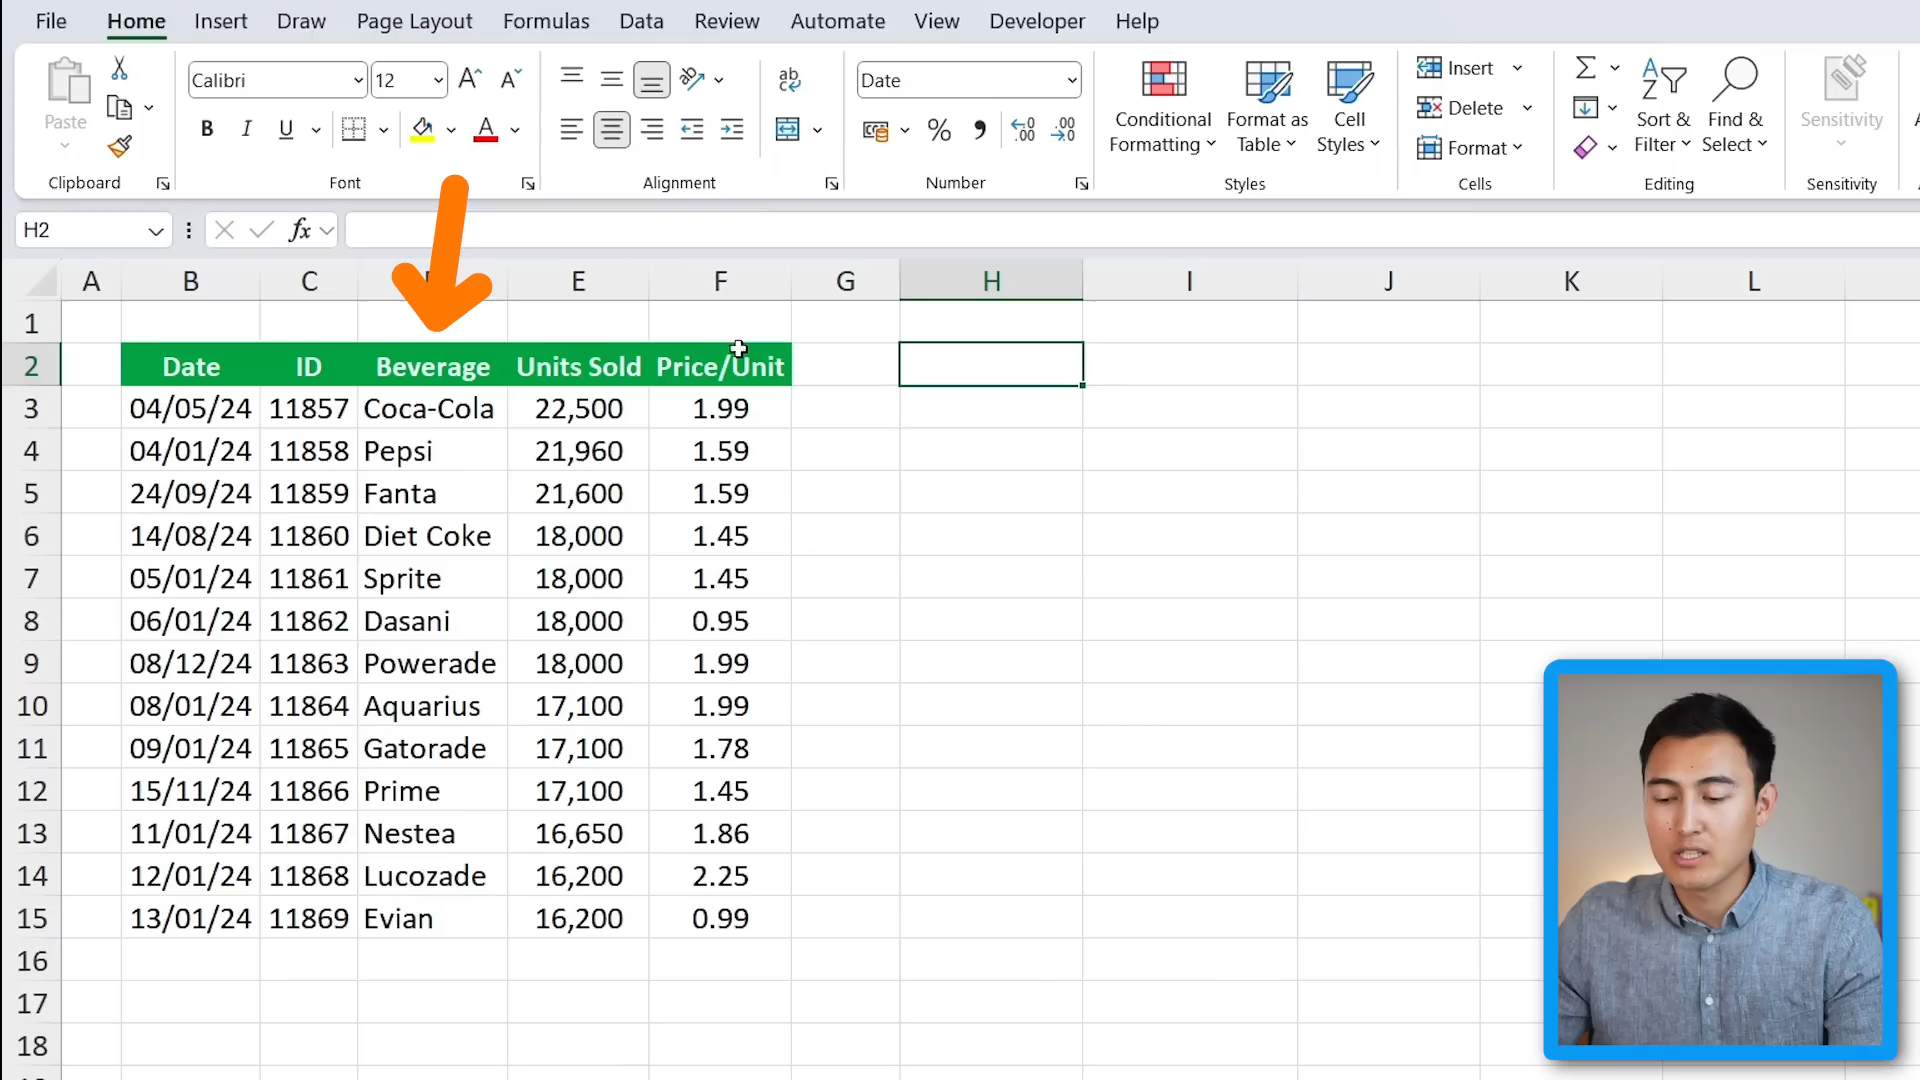 File Home Insert Draw Page Layout Formulas Data Review Automate View Developer Help
Paste
Clipboard
Calibri 12
B I U A
Font
ab
Alignment
Date
% .00 .00
Number
Conditional Formatting
Format as Table
Cell Styles
Styles
Insert
Delete
Format
Cells
Sort & Filter
Find & Select
Editing
Sensitivity
Sensitivity
H2 fx
A B C E F G H I J K L
1
2 Date ID Beverage Units Sold Price/Unit
3 04/05/24 11857 Coca-Cola 22,500 1.99
4 04/01/24 11858 Pepsi 21,960 1.59
5 24/09/24 11859 Fanta 21,600 1.59
6 14/08/24 11860 Diet Coke 18,000 1.45
7 05/01/24 11861 Sprite 18,000 1.45
8 06/01/24 11862 Dasani 18,000 0.95
9 08/12/24 11863 Powerade 18,000 1.99
10 08/01/24 11864 Aquarius 17,100 1.99
11 09/01/24 11865 Gatorade 17,100 1.78
12 15/11/24 11866 Prime 17,100 1.45
13 11/01/24 11867 Nestea 16,650 1.86
14 12/01/24 11868 Lucozade 16,200 2.25
15 13/01/24 11869 Evian 16,200 0.99
16
17
18